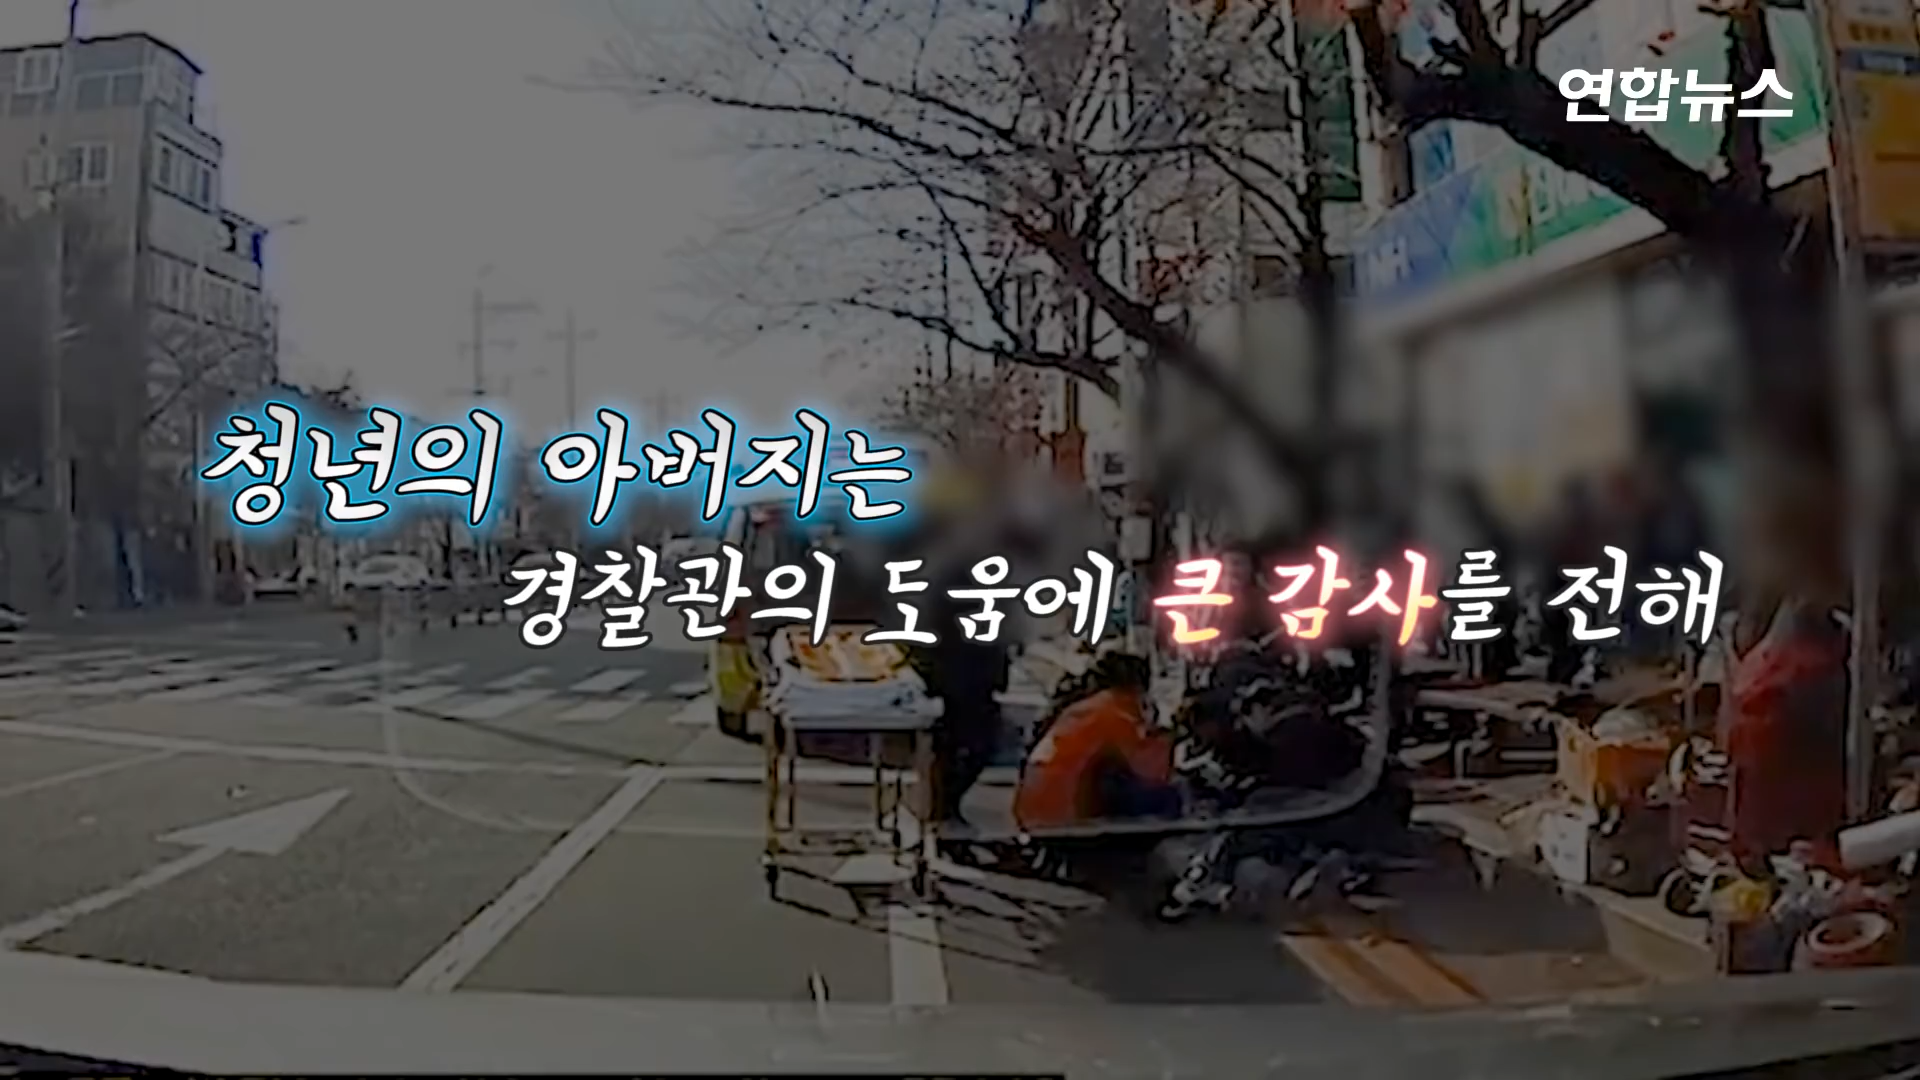 연합뉴스
NH
청년의 아버지는
경찰관의 도움에 큰 감사를 전해